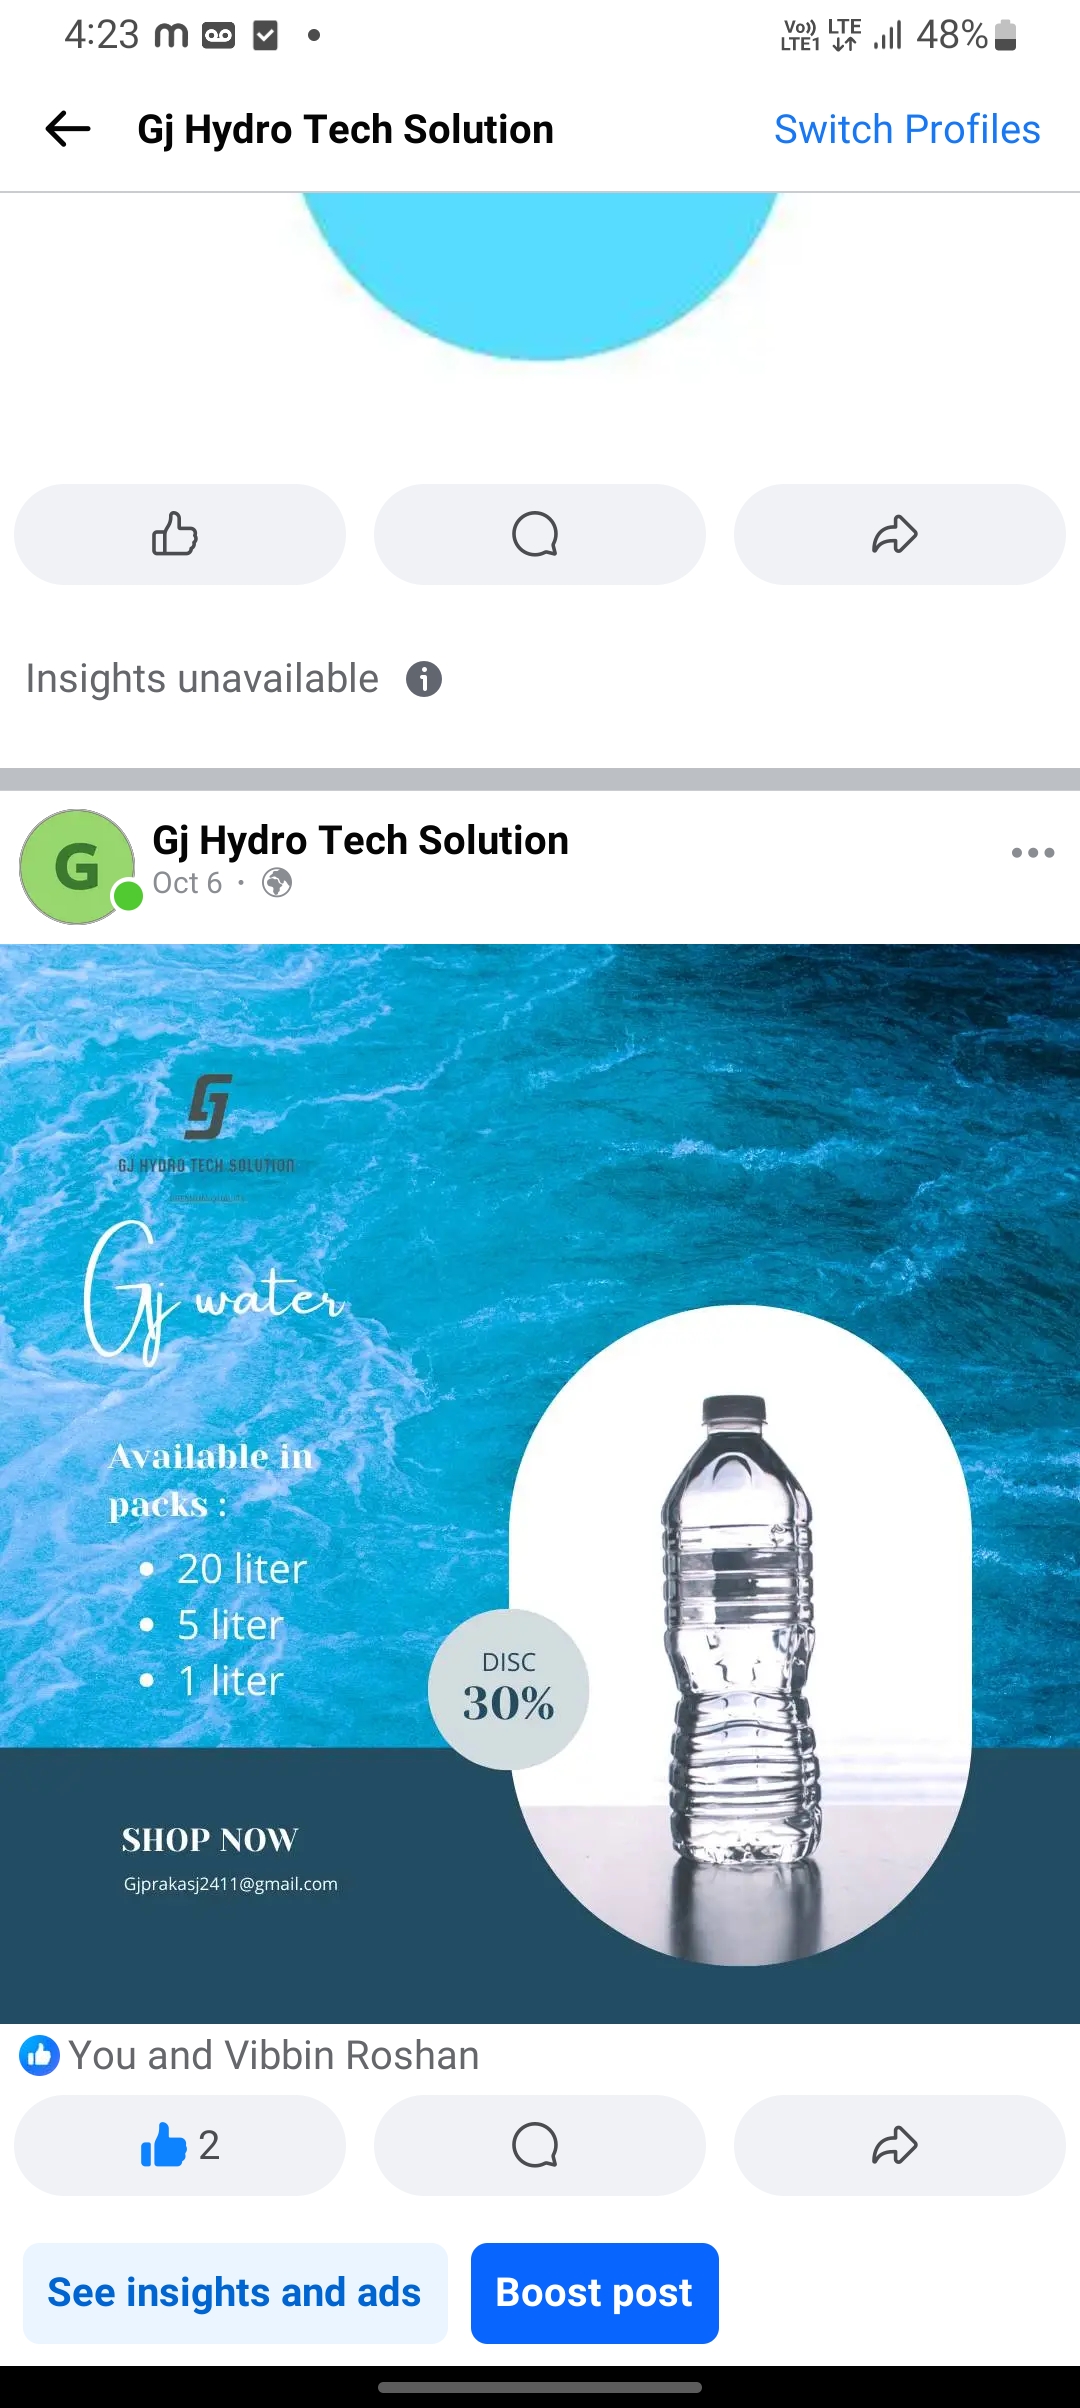 4:23
Vo)) LTE1 LTE 48%
Gj Hydro Tech Solution
Switch Profiles
Insights unavailable
G
Gj Hydro Tech Solution
Oct 6 ·
GJ HYDRO TECH SOLUTION
Gj water
Available in
packs :
• 20 liter
• 5 liter
• 1 liter
DISC
30%
SHOP NOW
Gjprakasj2411@gmail.com
You and Vibbin Roshan
2
See insights and ads
Boost post